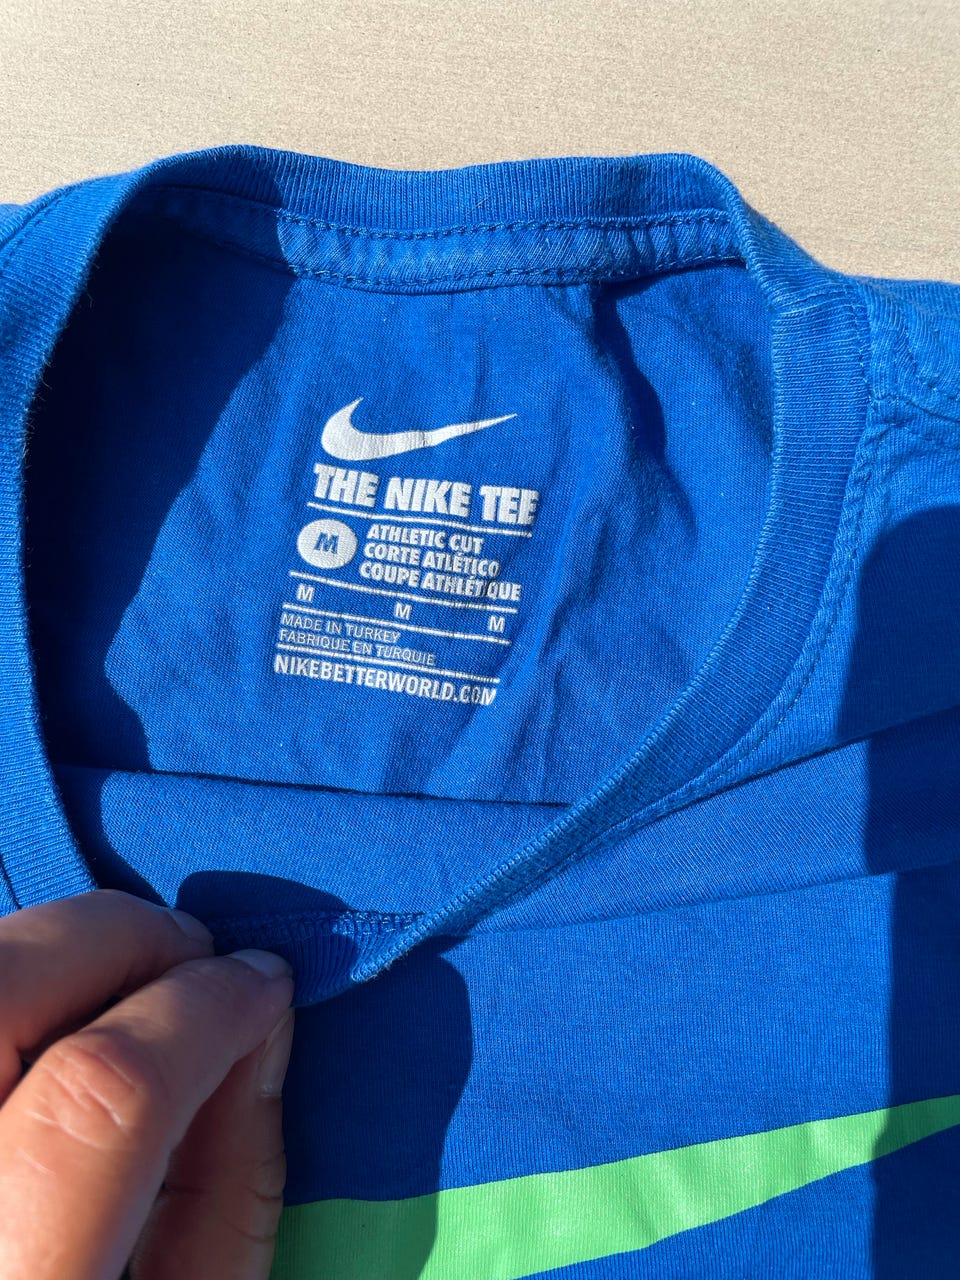 THE NIKE TEE
M
ATHLETIC CUT
CORTE ATLÉTICO
COUPE ATHLÉTIQUE
M M M
MADE IN TURKEY
FABRIQUE EN TURQUIE
NIKEBETTERWORLD.COM